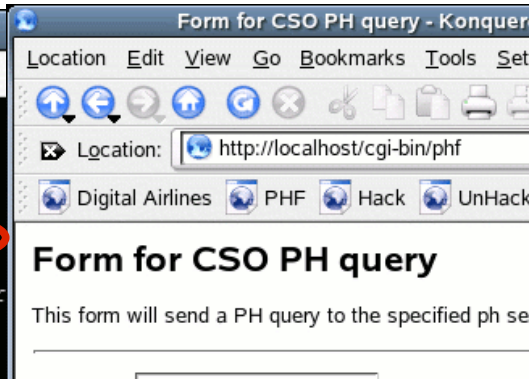 Form for CSO PH query - Konquer
Location Edit View Go Bookmarks Tools Set
Location: http://localhost/cgi-bin/phf
Digital Airlines PHF Hack UnHack
Form for CSO PH query
This form will send a PH query to the specified ph se